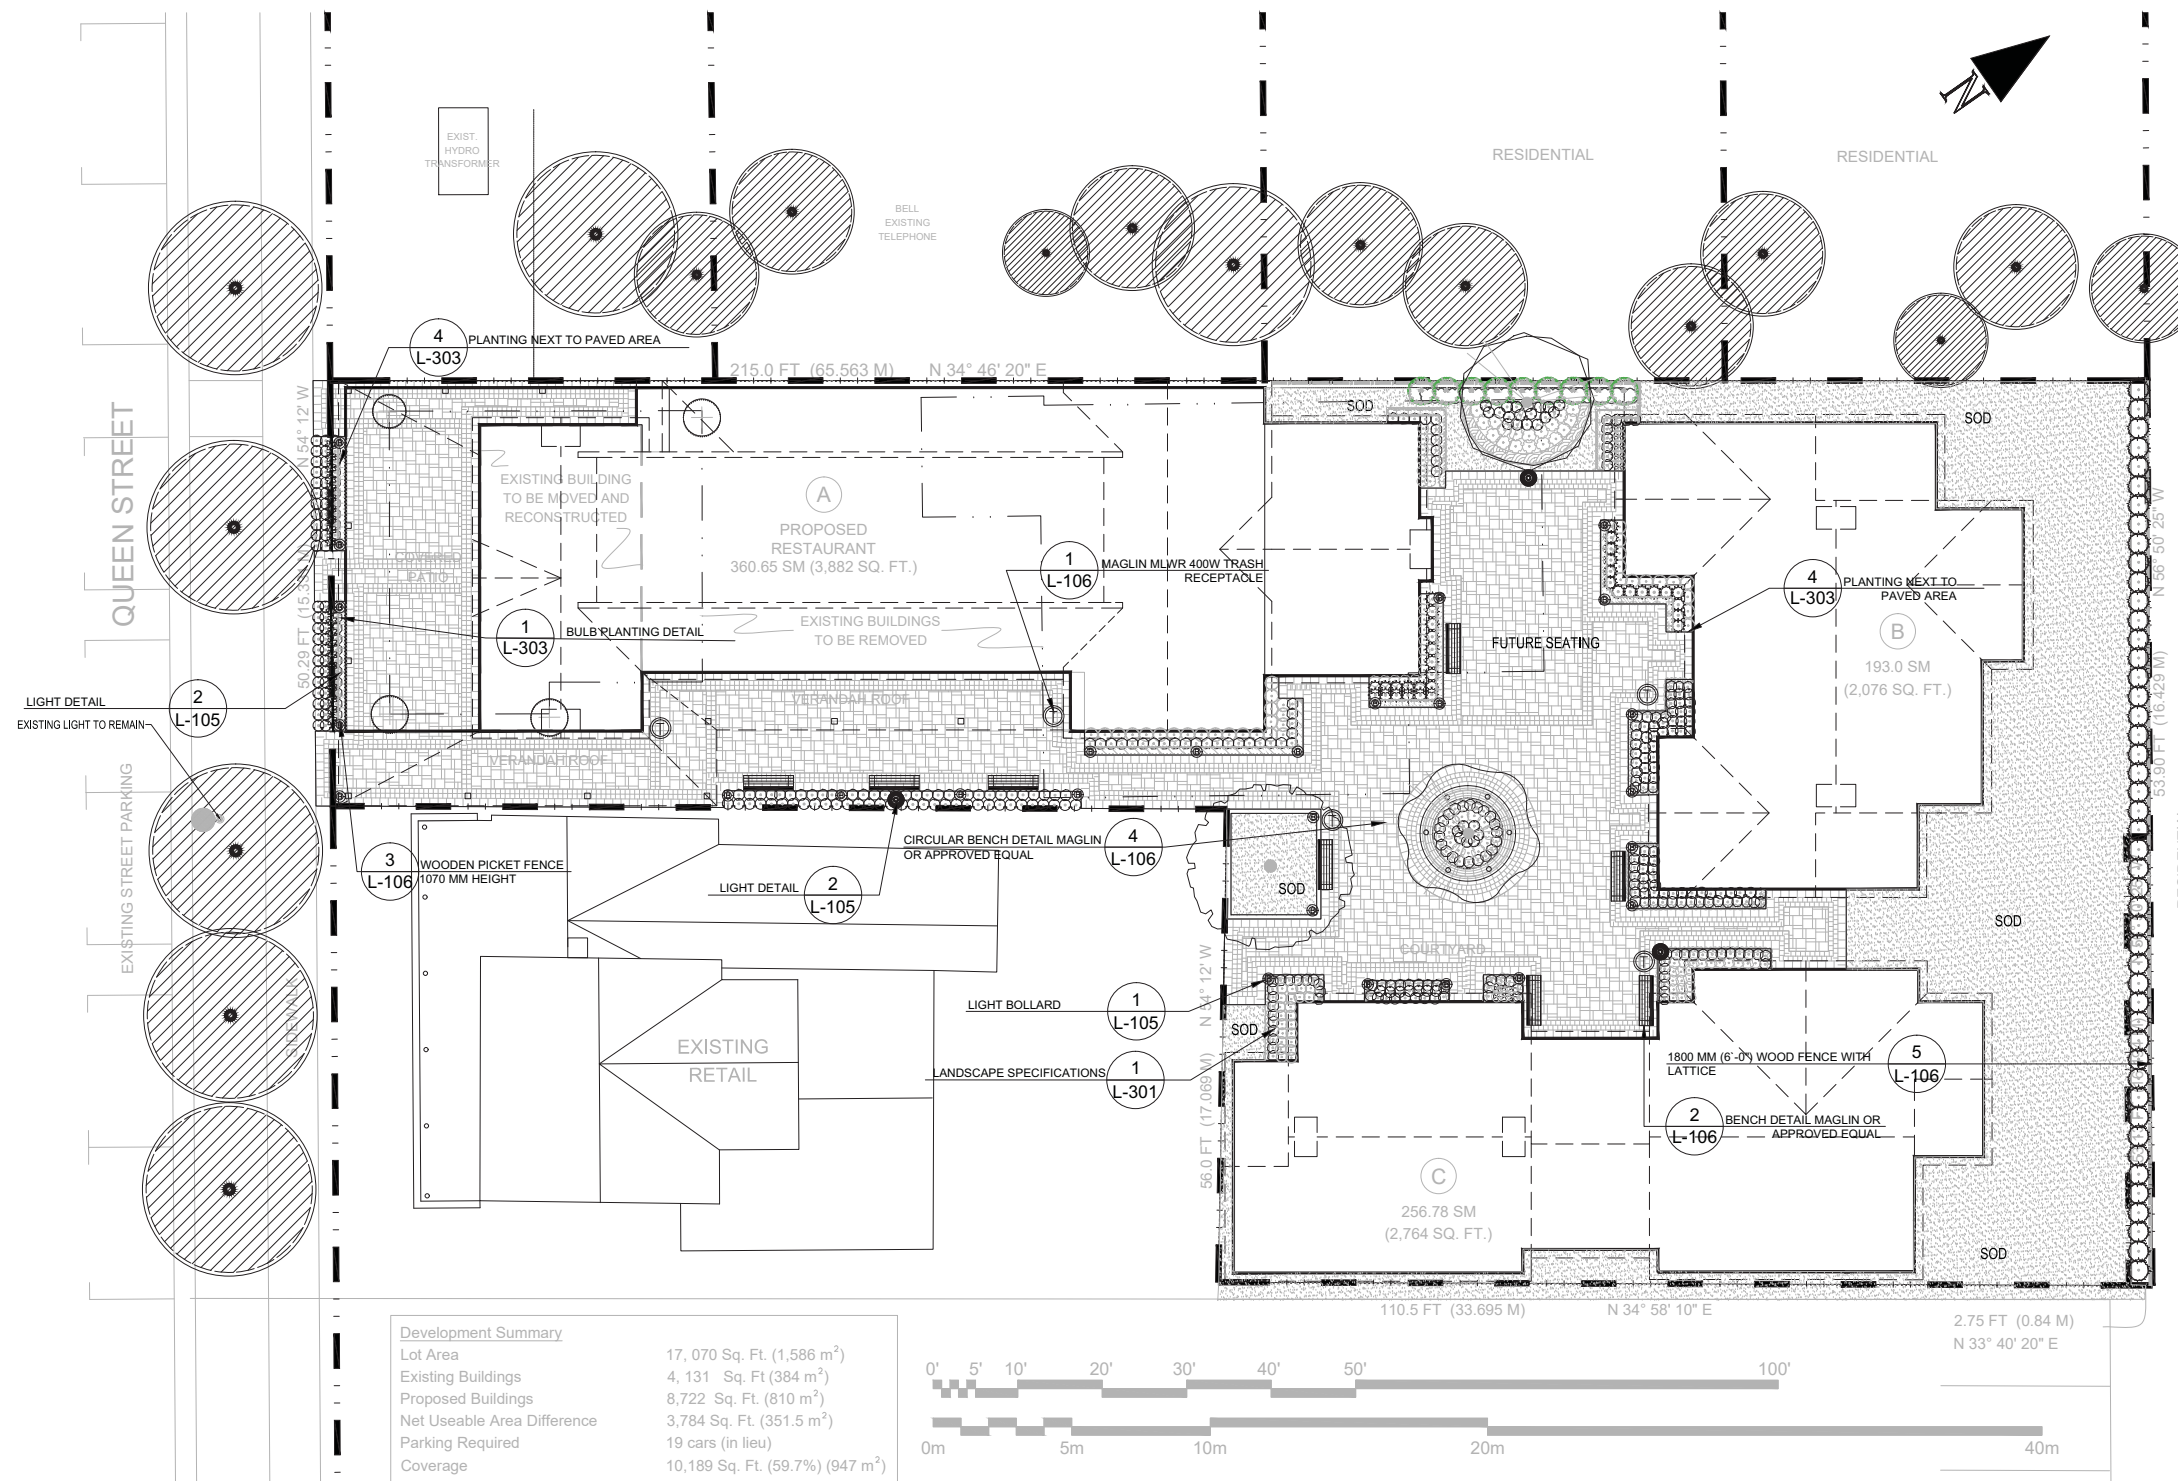 N
EXIST.
HYDRO
TRANSFORMER
RESIDENTIAL
RESIDENTIAL
BELL
EXISTING
TELEPHONE
4
L-303
PLANTING NEXT TO PAVED AREA
215.0 FT (65.563 M) N 34° 46' 20" E
SOD
SOD
QUEEN STREET
50.29 FT (15.3 M) N 54° 12' W
EXISTING BUILDING
TO BE MOVED AND
RECONSTRUCTED
A
PROPOSED
RESTAURANT
360.65 SM (3,882 SQ. FT.)
COVERED
PATIO
1
L-106
MAGLIN MLWR 400W TRASH
RECEPTACLE
4
L-303
PLANTING NEXT TO
PAVED AREA
1
L-303
BULB PLANTING DETAIL
EXISTING BUILDINGS
TO BE REMOVED
FUTURE SEATING
B
193.0 SM
(2,076 SQ. FT.)
53.90 FT (16.429 M) N 56° 50' 25" W
LIGHT DETAIL
2
L-105
EXISTING LIGHT TO REMAIN
VERANDAH ROOF
VERANDAH ROOF
EXISTING STREET PARKING
SIDEWALK
3
L-106
WOODEN PICKET FENCE
1070 MM HEIGHT
LIGHT DETAIL
2
L-105
CIRCULAR BENCH DETAIL MAGLIN
OR APPROVED EQUAL
4
L-106
SOD
SOD
COURTYARD
LIGHT BOLLARD
1
L-105
SOD
56.0 FT (17.069 M) N 54° 12' W
EXISTING
RETAIL
LANDSCAPE SPECIFICATIONS
1
L-301
1800 MM (6'-0") WOOD FENCE WITH
LATTICE
5
L-106
2
L-106
BENCH DETAIL MAGLIN OR
APPROVED EQUAL
C
256.78 SM
(2,764 SQ. FT.)
SOD
110.5 FT (33.695 M) N 34° 58' 10" E
2.75 FT (0.84 M)
N 33° 40' 20" E
Development Summary
Lot Area 17, 070 Sq. Ft. (1,586 m²)
Existing Buildings 4, 131 Sq. Ft (384 m²)
Proposed Buildings 8,722 Sq. Ft. (810 m²)
Net Useable Area Difference 3,784 Sq. Ft. (351.5 m²)
Parking Required 19 cars (in lieu)
Coverage 10,189 Sq. Ft. (59.7%) (947 m²)
0' 5' 10' 20' 30' 40' 50' 100'
0m 5m 10m 20m 40m